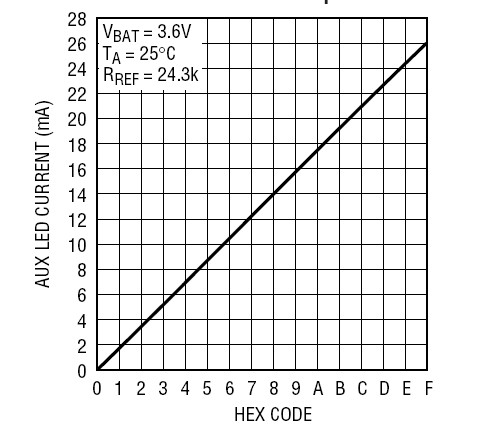 28
26
24
22
20
18
16
14
12
10
8
6
4
2
0
VBAT = 3.6V
TA = 25°C
RREF = 24.3k
AUX LED CURRENT (mA)
0 1 2 3 4 5 6 7 8 9 A B C D E F
HEX CODE